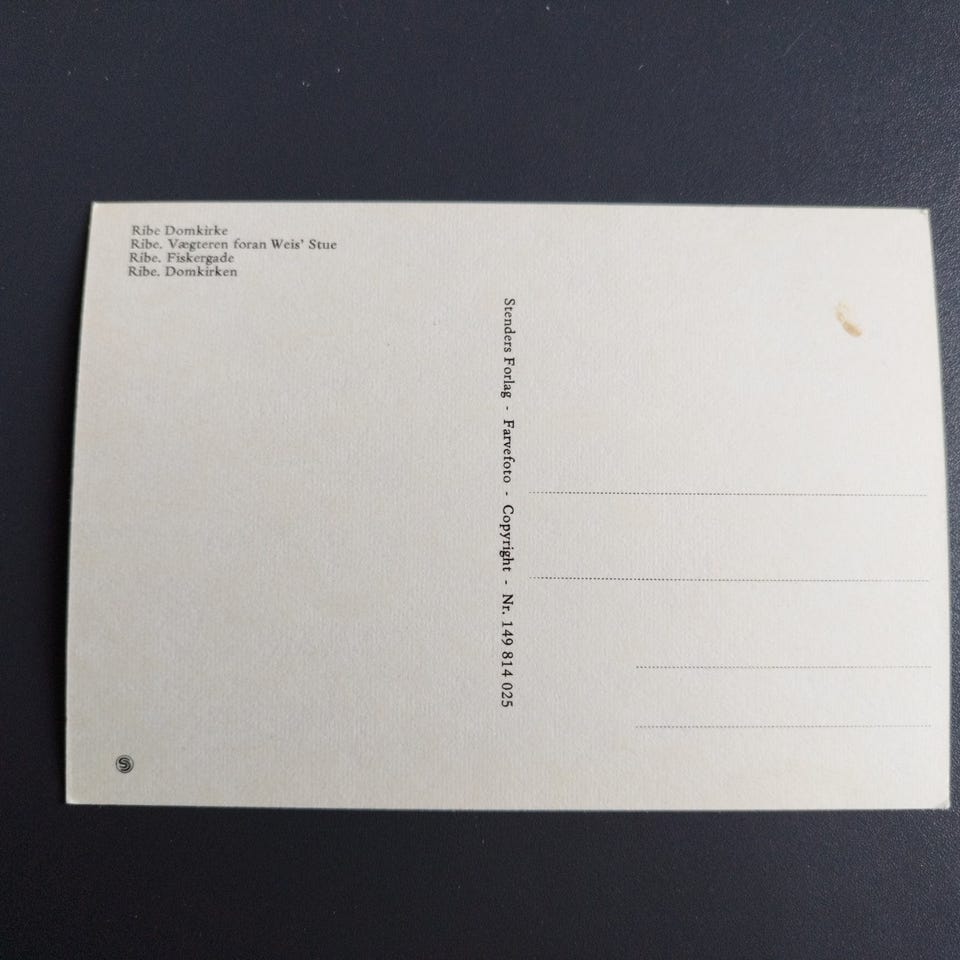 Ribe Domkirke
Ribe. Vægteren foran Weis' Stue
Ribe. Fiskergade
Ribe. Domkirken
Stenders Forlag - Farvefoto - Copyright - Nr. 149 814 025
S